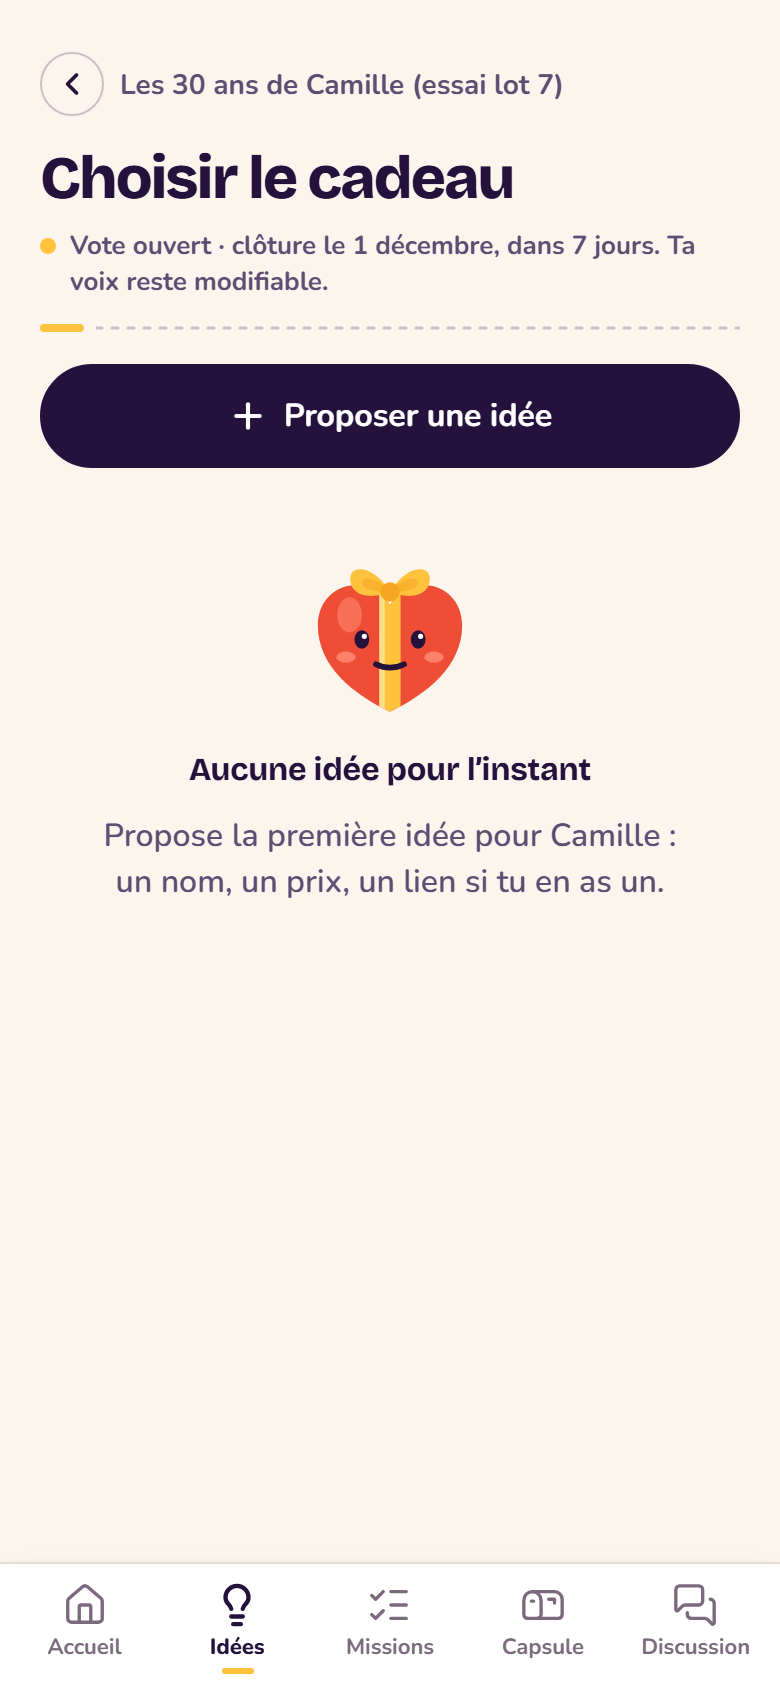 Les 30 ans de Camille (essai lot 7)
Choisir le cadeau
Vote ouvert · clôture le 1 décembre, dans 7 jours. Ta
voix reste modifiable.
Proposer une idée
Aucune idée pour l’instant
Propose la première idée pour Camille :
un nom, un prix, un lien si tu en as un.
Accueil
Idées
Missions
Capsule
Discussion